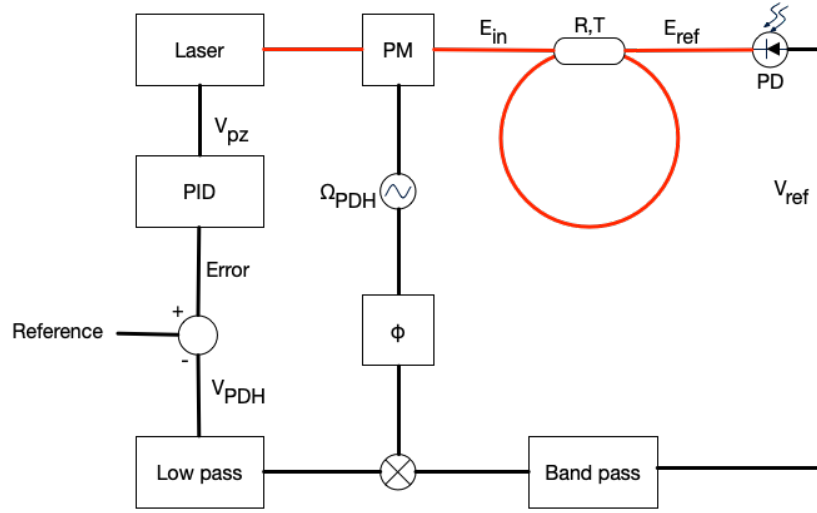 Laser
PM
E_in
R,T
E_ref
PD
V_pz
PID
Ω_PDH
V_ref
Error
+
Reference
-
ϕ
V_PDH
Low pass
Band pass